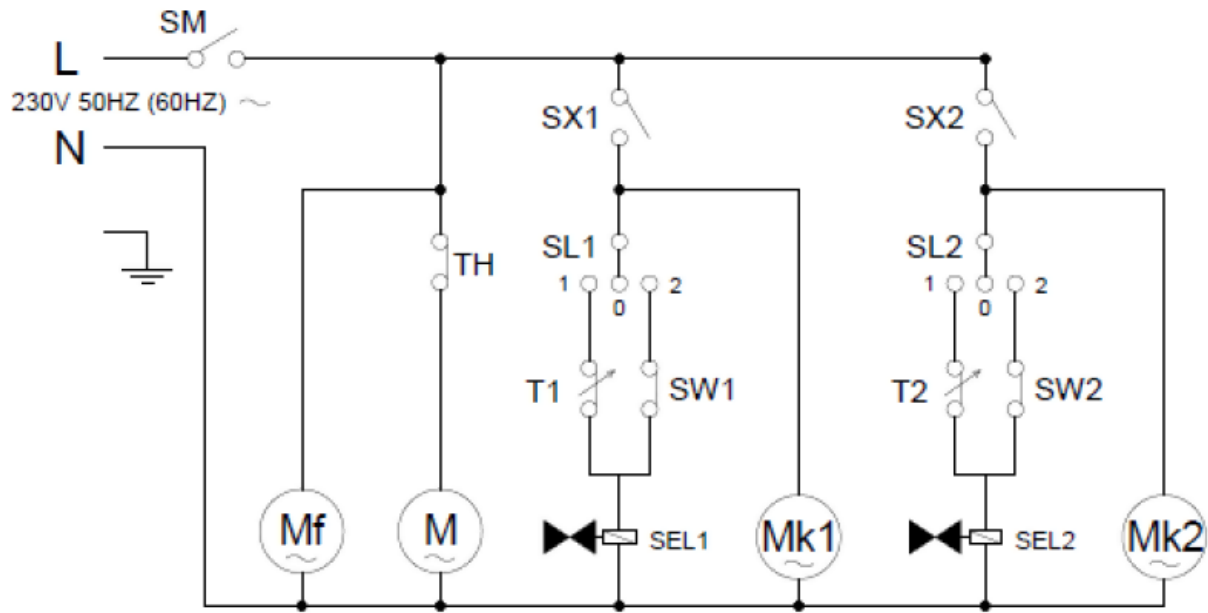 SM
L
230V 50HZ (60HZ) ~
N
SX1
SX2
TH
SL1
1
0
2
SL2
1
0
2
T1
SW1
T2
SW2
Mf
~
M
~
SEL1
Mk1
~
SEL2
Mk2
~